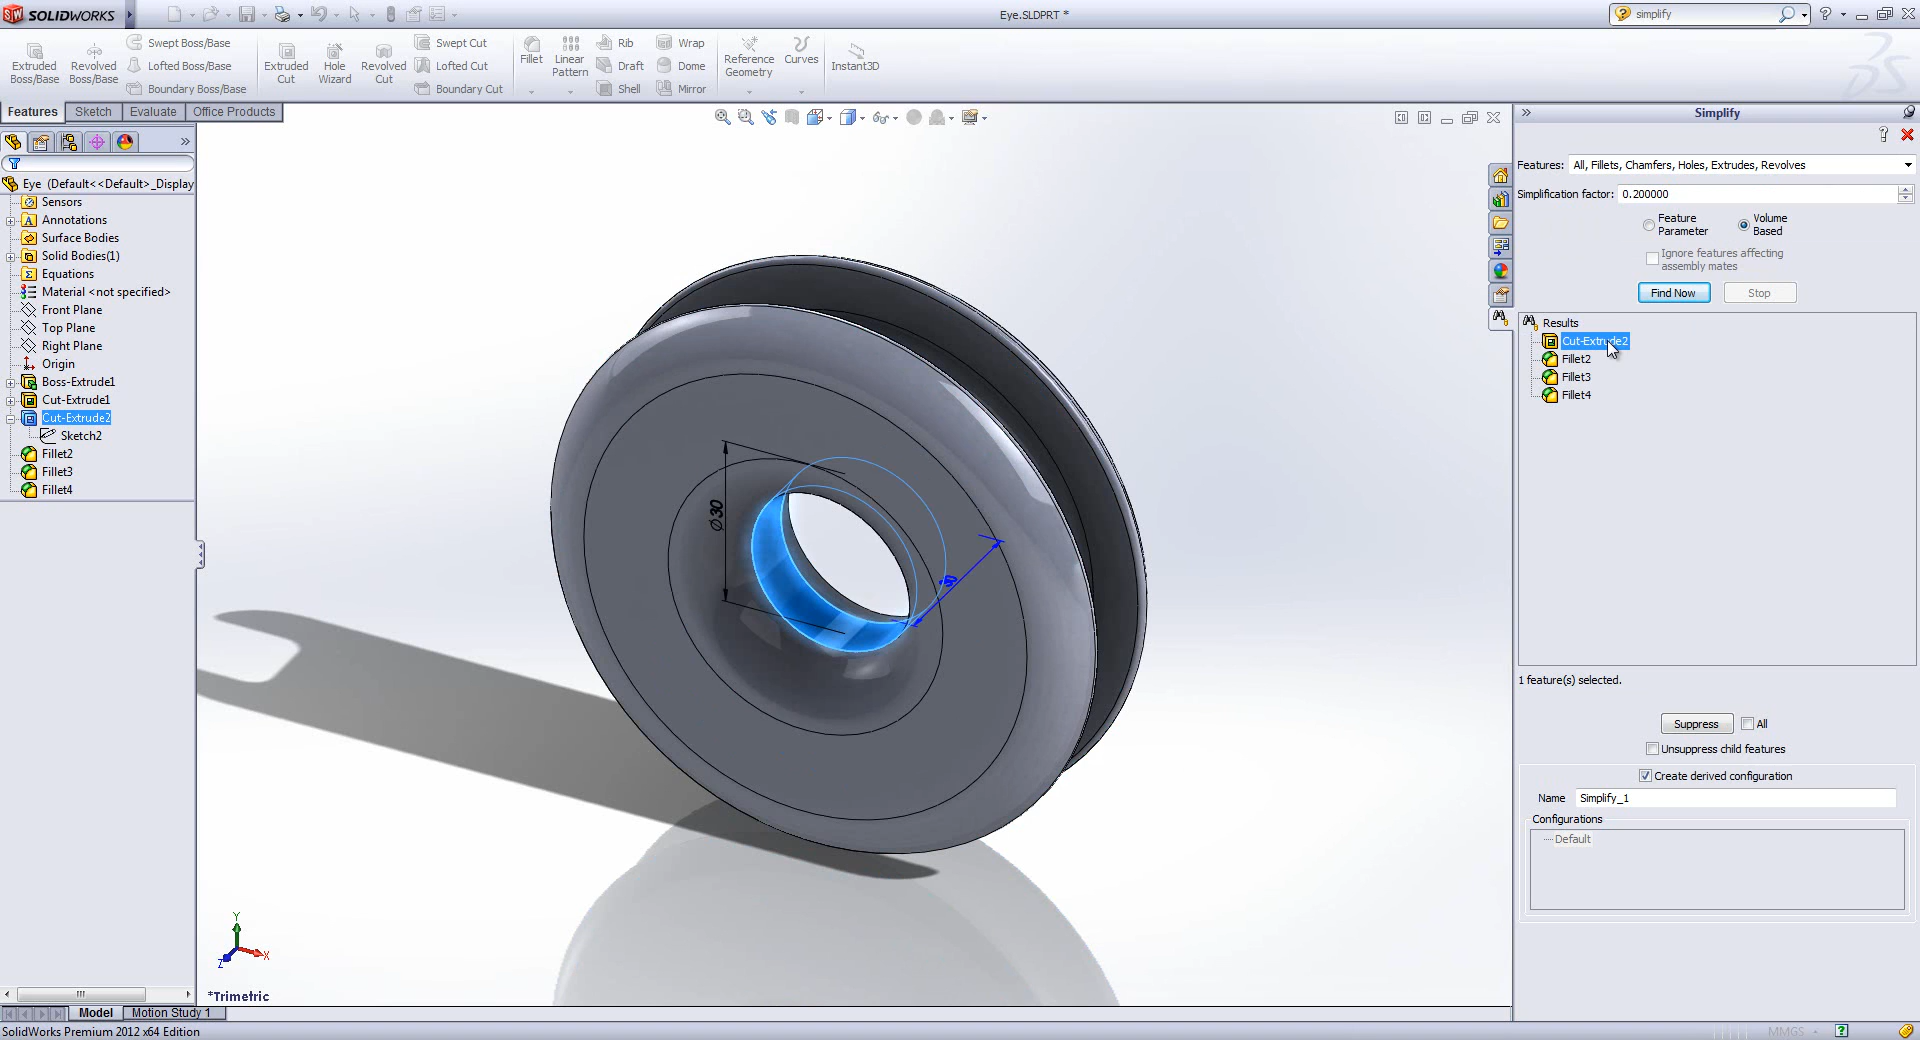 SOLIDWORKS
Eye.SLDPRT *
simplify
Extruded Boss/Base
Revolved Boss/Base
Swept Boss/Base
Lofted Boss/Base
Boundary Boss/Base
Extruded Cut
Hole Wizard
Revolved Cut
Swept Cut
Lofted Cut
Boundary Cut
Fillet
Linear Pattern
Rib
Draft
Shell
Wrap
Dome
Mirror
Reference Geometry
Curves
Instant3D
Features
Sketch
Evaluate
Office Products
Eye (Default<<Default>_Display
Sensors
Annotations
Surface Bodies
Solid Bodies(1)
Equations
Material <not specified>
Front Plane
Top Plane
Right Plane
Origin
Boss-Extrude1
Cut-Extrude1
Cut-Extrude2
Sketch2
Fillet2
Fillet3
Fillet4
∅30
Y
X
Z
*Trimetric
Simplify
Features: All, Fillets, Chamfers, Holes, Extrudes, Revolves
Simplification factor: 0.200000
Feature Parameter
Volume Based
Ignore features affecting
assembly mates
Find Now
Stop
Results
Cut-Extrude2
Fillet2
Fillet3
Fillet4
1 feature(s) selected.
Suppress
All
Unsuppress child features
Create derived configuration
Name Simplify_1
Configurations
Default
Model
Motion Study 1
SolidWorks Premium 2012 x64 Edition
MMGS